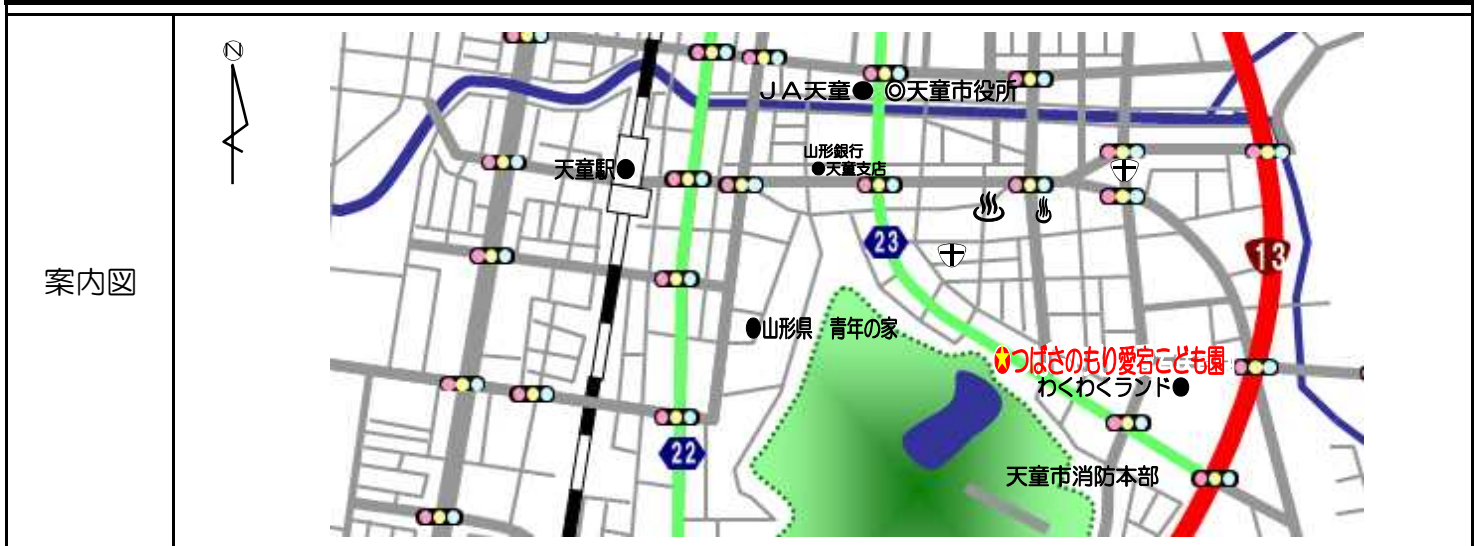 案内図
N
ＪＡ天童● ◎天童市役所
山形銀行
●天童支店
天童駅●
23
13
●山形県 青年の家
つばさのもり愛宕こども園
わくわくランド●
22
天童市消防本部